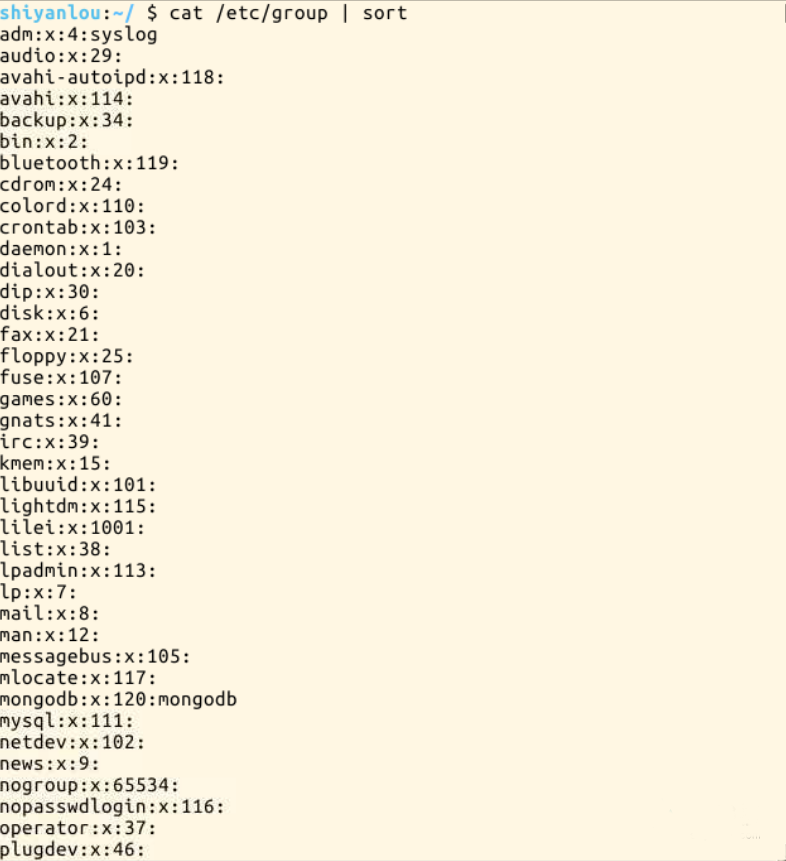 shiyanlou:~/ $ cat /etc/group | sort
adm:x:4:syslog
audio:x:29:
avahi-autoipd:x:118:
avahi:x:114:
backup:x:34:
bin:x:2:
bluetooth:x:119:
cdrom:x:24:
colord:x:110:
crontab:x:103:
daemon:x:1:
dialout:x:20:
dip:x:30:
disk:x:6:
fax:x:21:
floppy:x:25:
fuse:x:107:
games:x:60:
gnats:x:41:
irc:x:39:
kmem:x:15:
libuuid:x:101:
lightdm:x:115:
lilei:x:1001:
list:x:38:
lpadmin:x:113:
lp:x:7:
mail:x:8:
man:x:12:
messagebus:x:105:
mlocate:x:117:
mongodb:x:120:mongodb
mysql:x:111:
netdev:x:102:
news:x:9:
nogroup:x:65534:
nopasswdlogin:x:116:
operator:x:37:
plugdev:x:46: